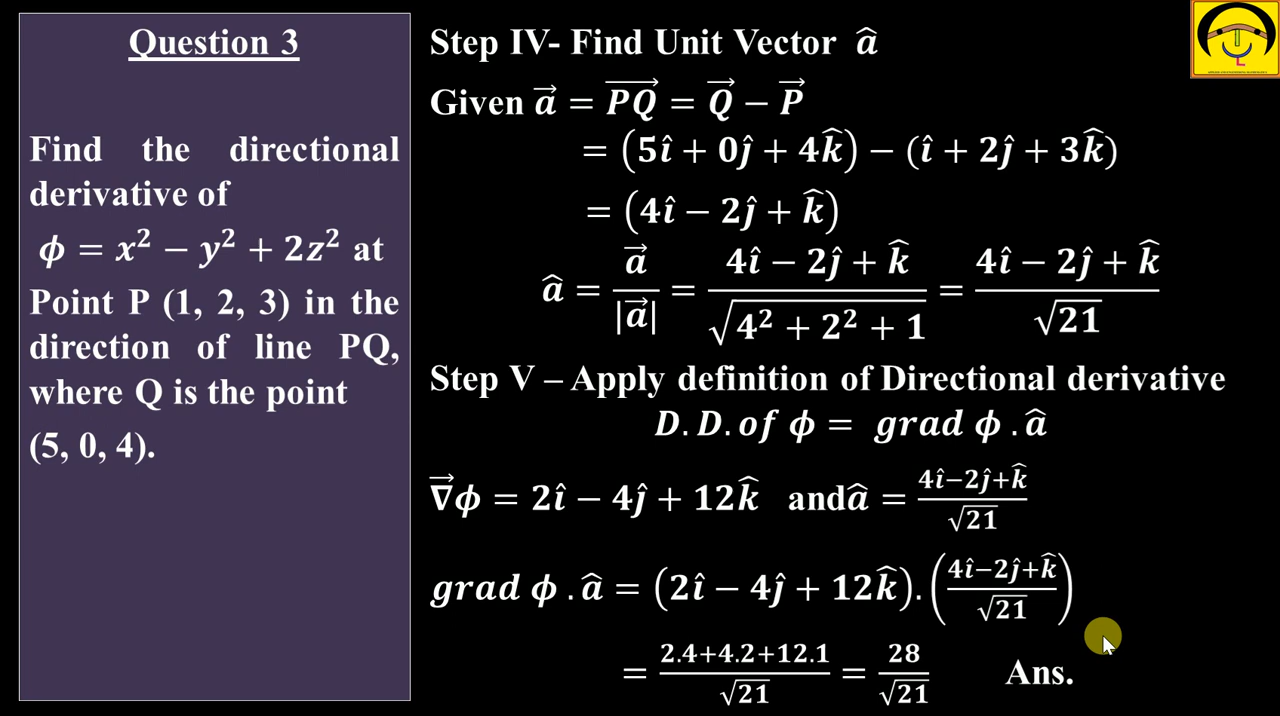 Question 3
Find the directional
derivative of
ϕ = x² − y² + 2z² at
Point P (1, 2, 3) in the
direction of line PQ,
where Q is the point
(5, 0, 4).
Step IV- Find Unit Vector â
Given a⃗ = PQ⃗ = Q⃗ − P⃗
= (5î + 0ĵ + 4k̂) − (î + 2ĵ + 3k̂)
= (4î − 2ĵ + k̂)
â = a⃗/|a⃗| = (4î − 2ĵ + k̂)/√(4² + 2² + 1) = (4î − 2ĵ + k̂)/√21
Step V – Apply definition of Directional derivative
D. D. of ϕ = grad ϕ . â
∇⃗ϕ = 2î − 4ĵ + 12k̂ and â = (4î−2ĵ+k̂)/√21
grad ϕ . â = (2î − 4ĵ + 12k̂). ((4î−2ĵ+k̂)/√21)
= (2.4+4.2+12.1)/√21 = 28/√21 Ans.